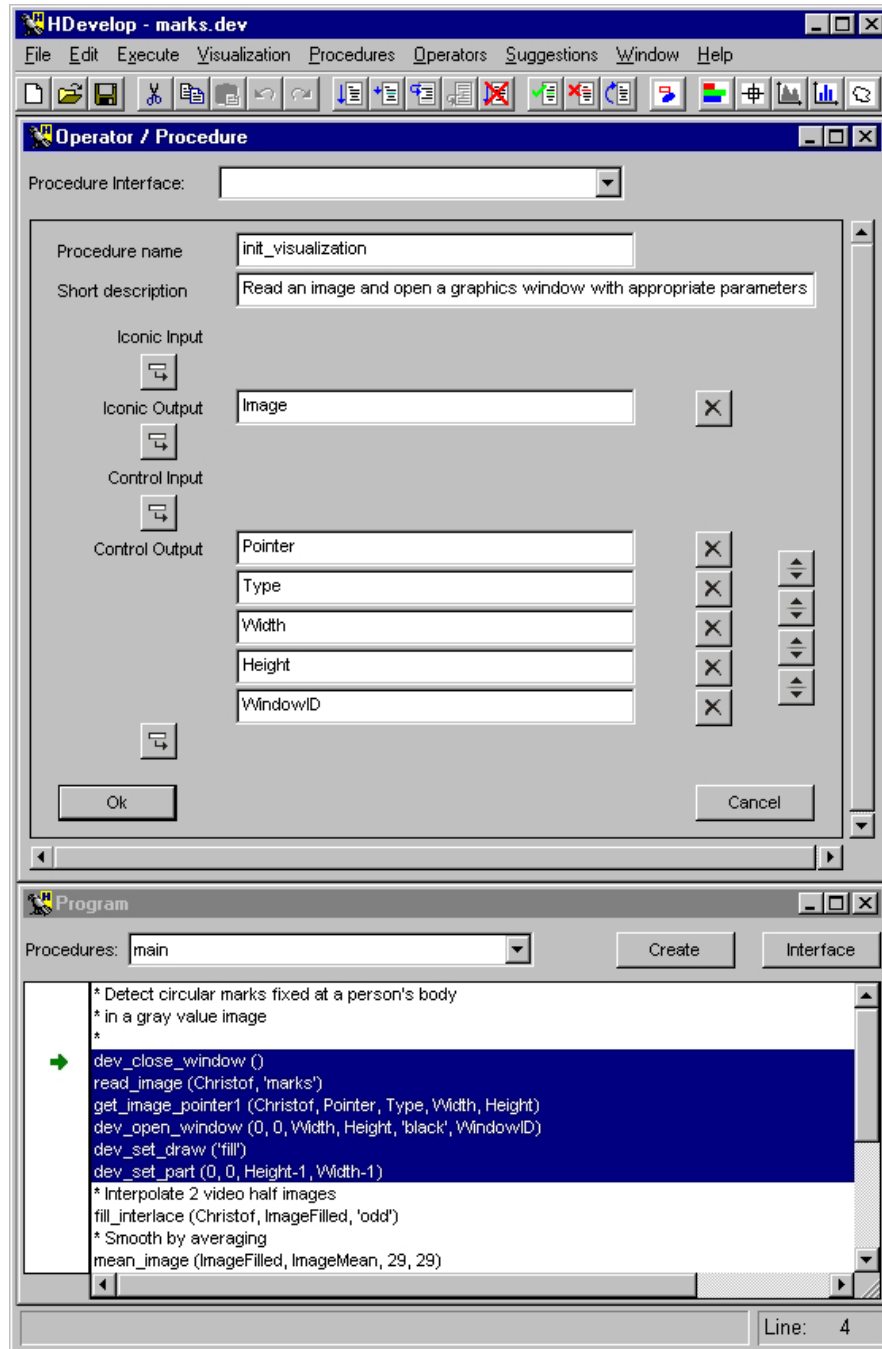 HDevelop - marks.dev
File Edit Execute Visualization Procedures Operators Suggestions Window Help
Operator / Procedure
Procedure Interface:
Procedure name init_visualization
Short description Read an image and open a graphics window with appropriate parameters
Iconic Input
Iconic Output Image
Control Input
Control Output Pointer
Type
Width
Height
WindowID
Ok Cancel
Program
Procedures: main Create Interface
* Detect circular marks fixed at a person's body
* in a gray value image
*
dev_close_window ()
read_image (Christof, 'marks')
get_image_pointer1 (Christof, Pointer, Type, Width, Height)
dev_open_window (0, 0, Width, Height, 'black', WindowID)
dev_set_draw ('fill')
dev_set_part (0, 0, Height-1, Width-1)
* Interpolate 2 video half images
fill_interlace (Christof, ImageFilled, 'odd')
* Smooth by averaging
mean_image (ImageFilled, ImageMean, 29, 29)
Line: 4